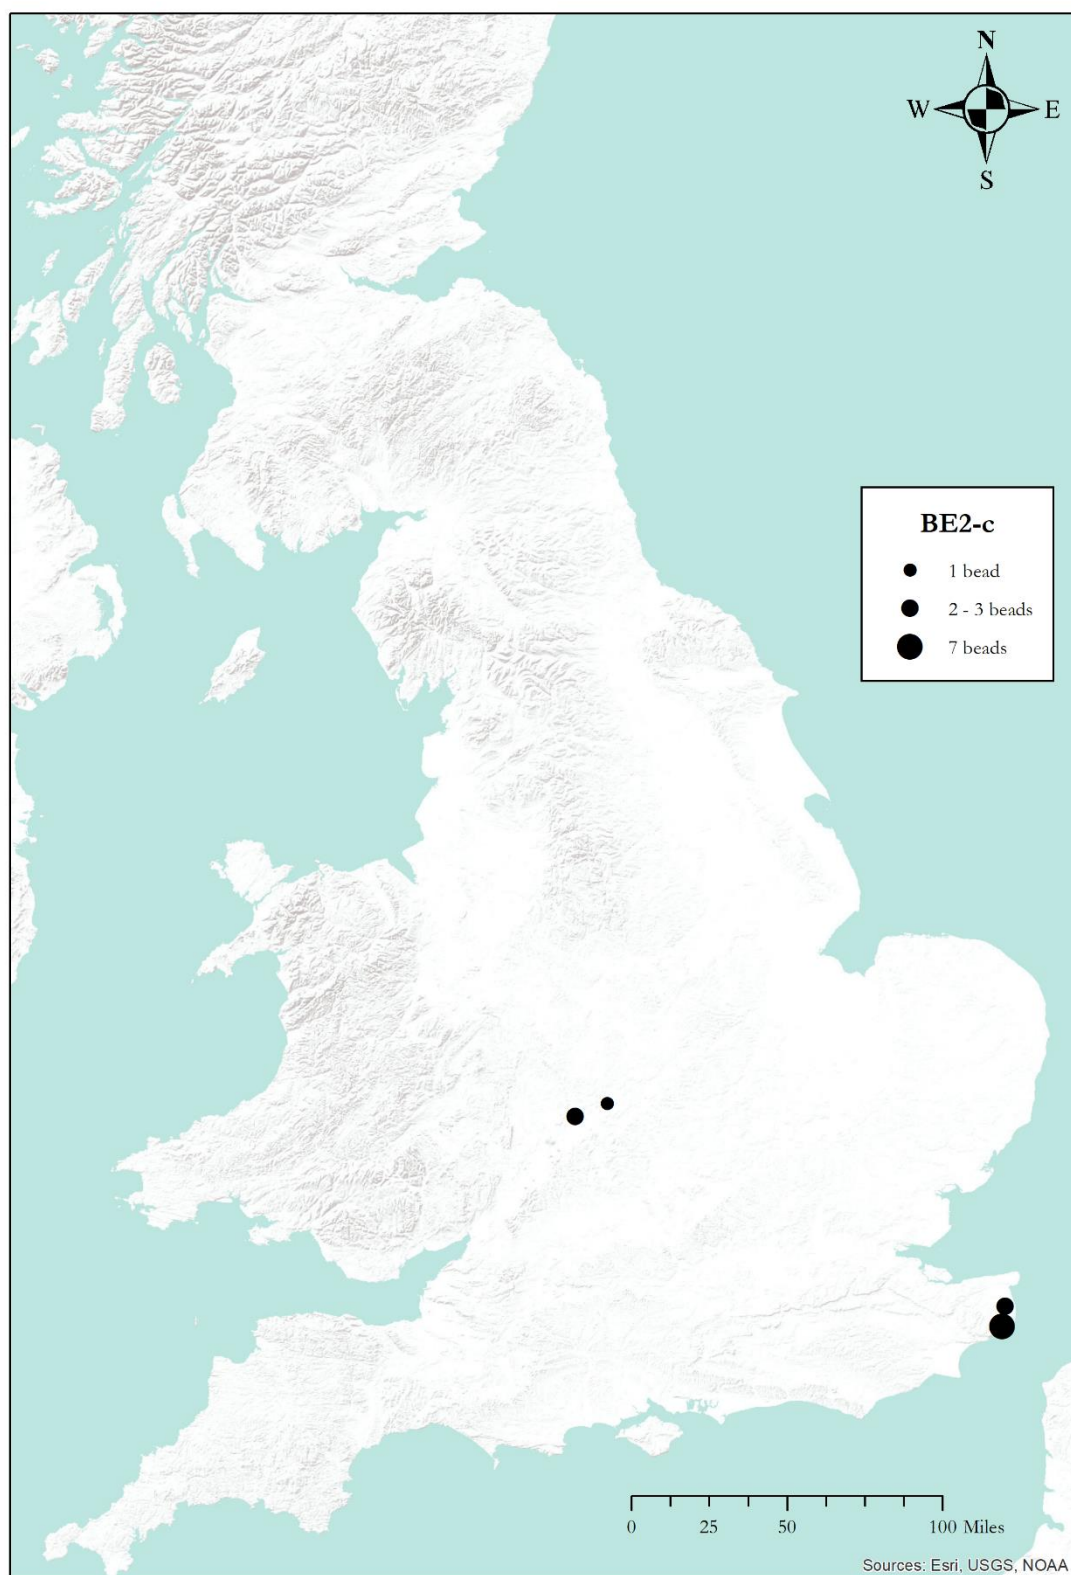 N
W E
S
BE2-c
1 bead
2 - 3 beads
7 beads
0 25 50 100 Miles
Sources: Esri, USGS, NOAA